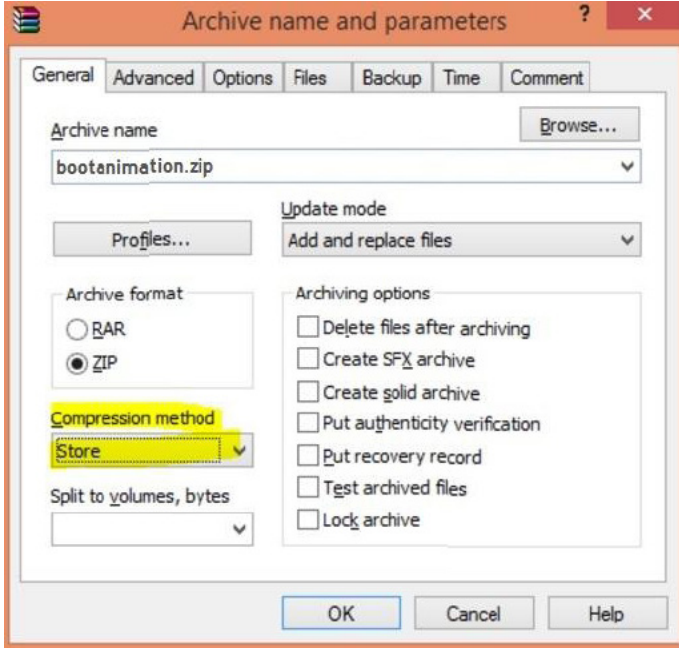 Archive name and parameters ? ×
General Advanced Options Files Backup Time Comment
Archive name
Browse...
bootanimation.zip
Profiles...
Update mode
Add and replace files
Archive format
RAR
ZIP
Compression method
Store
Split to volumes, bytes
Archiving options
Delete files after archiving
Create SFX archive
Create solid archive
Put authenticity verification
Put recovery record
Test archived files
Lock archive
OK Cancel Help